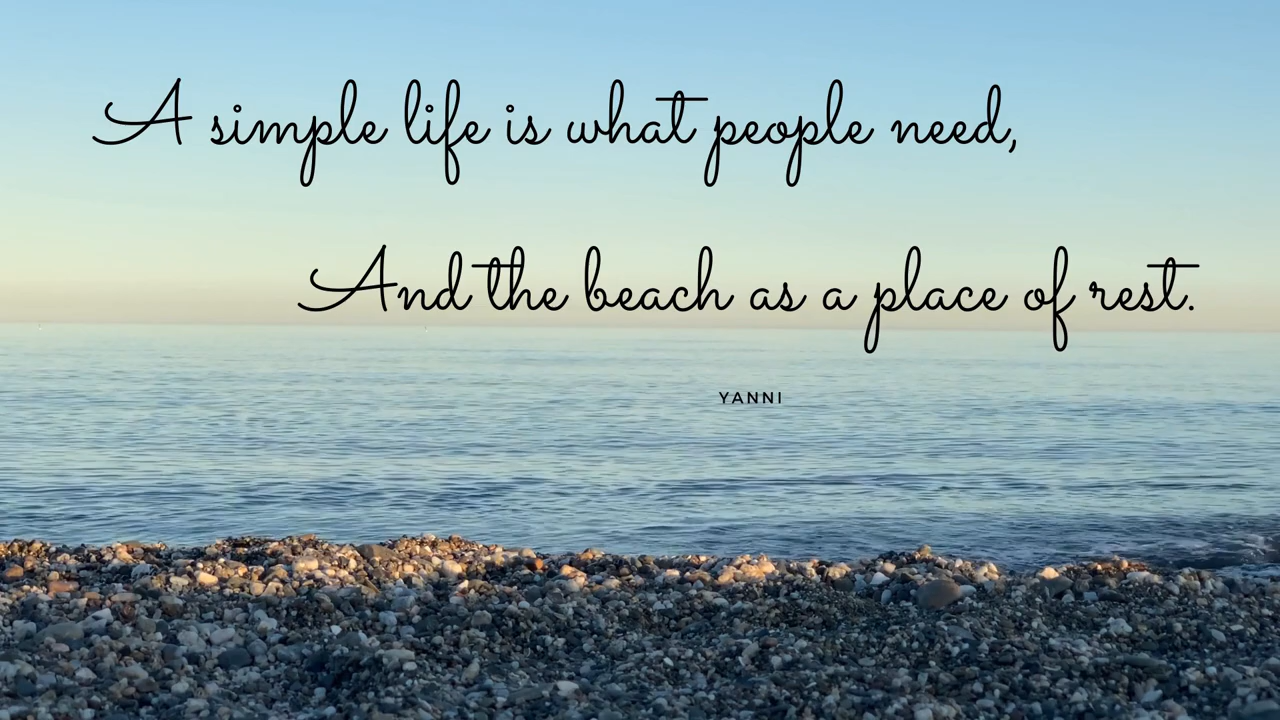 A simple life is what people need,
And the beach as a place of rest.
YANNI